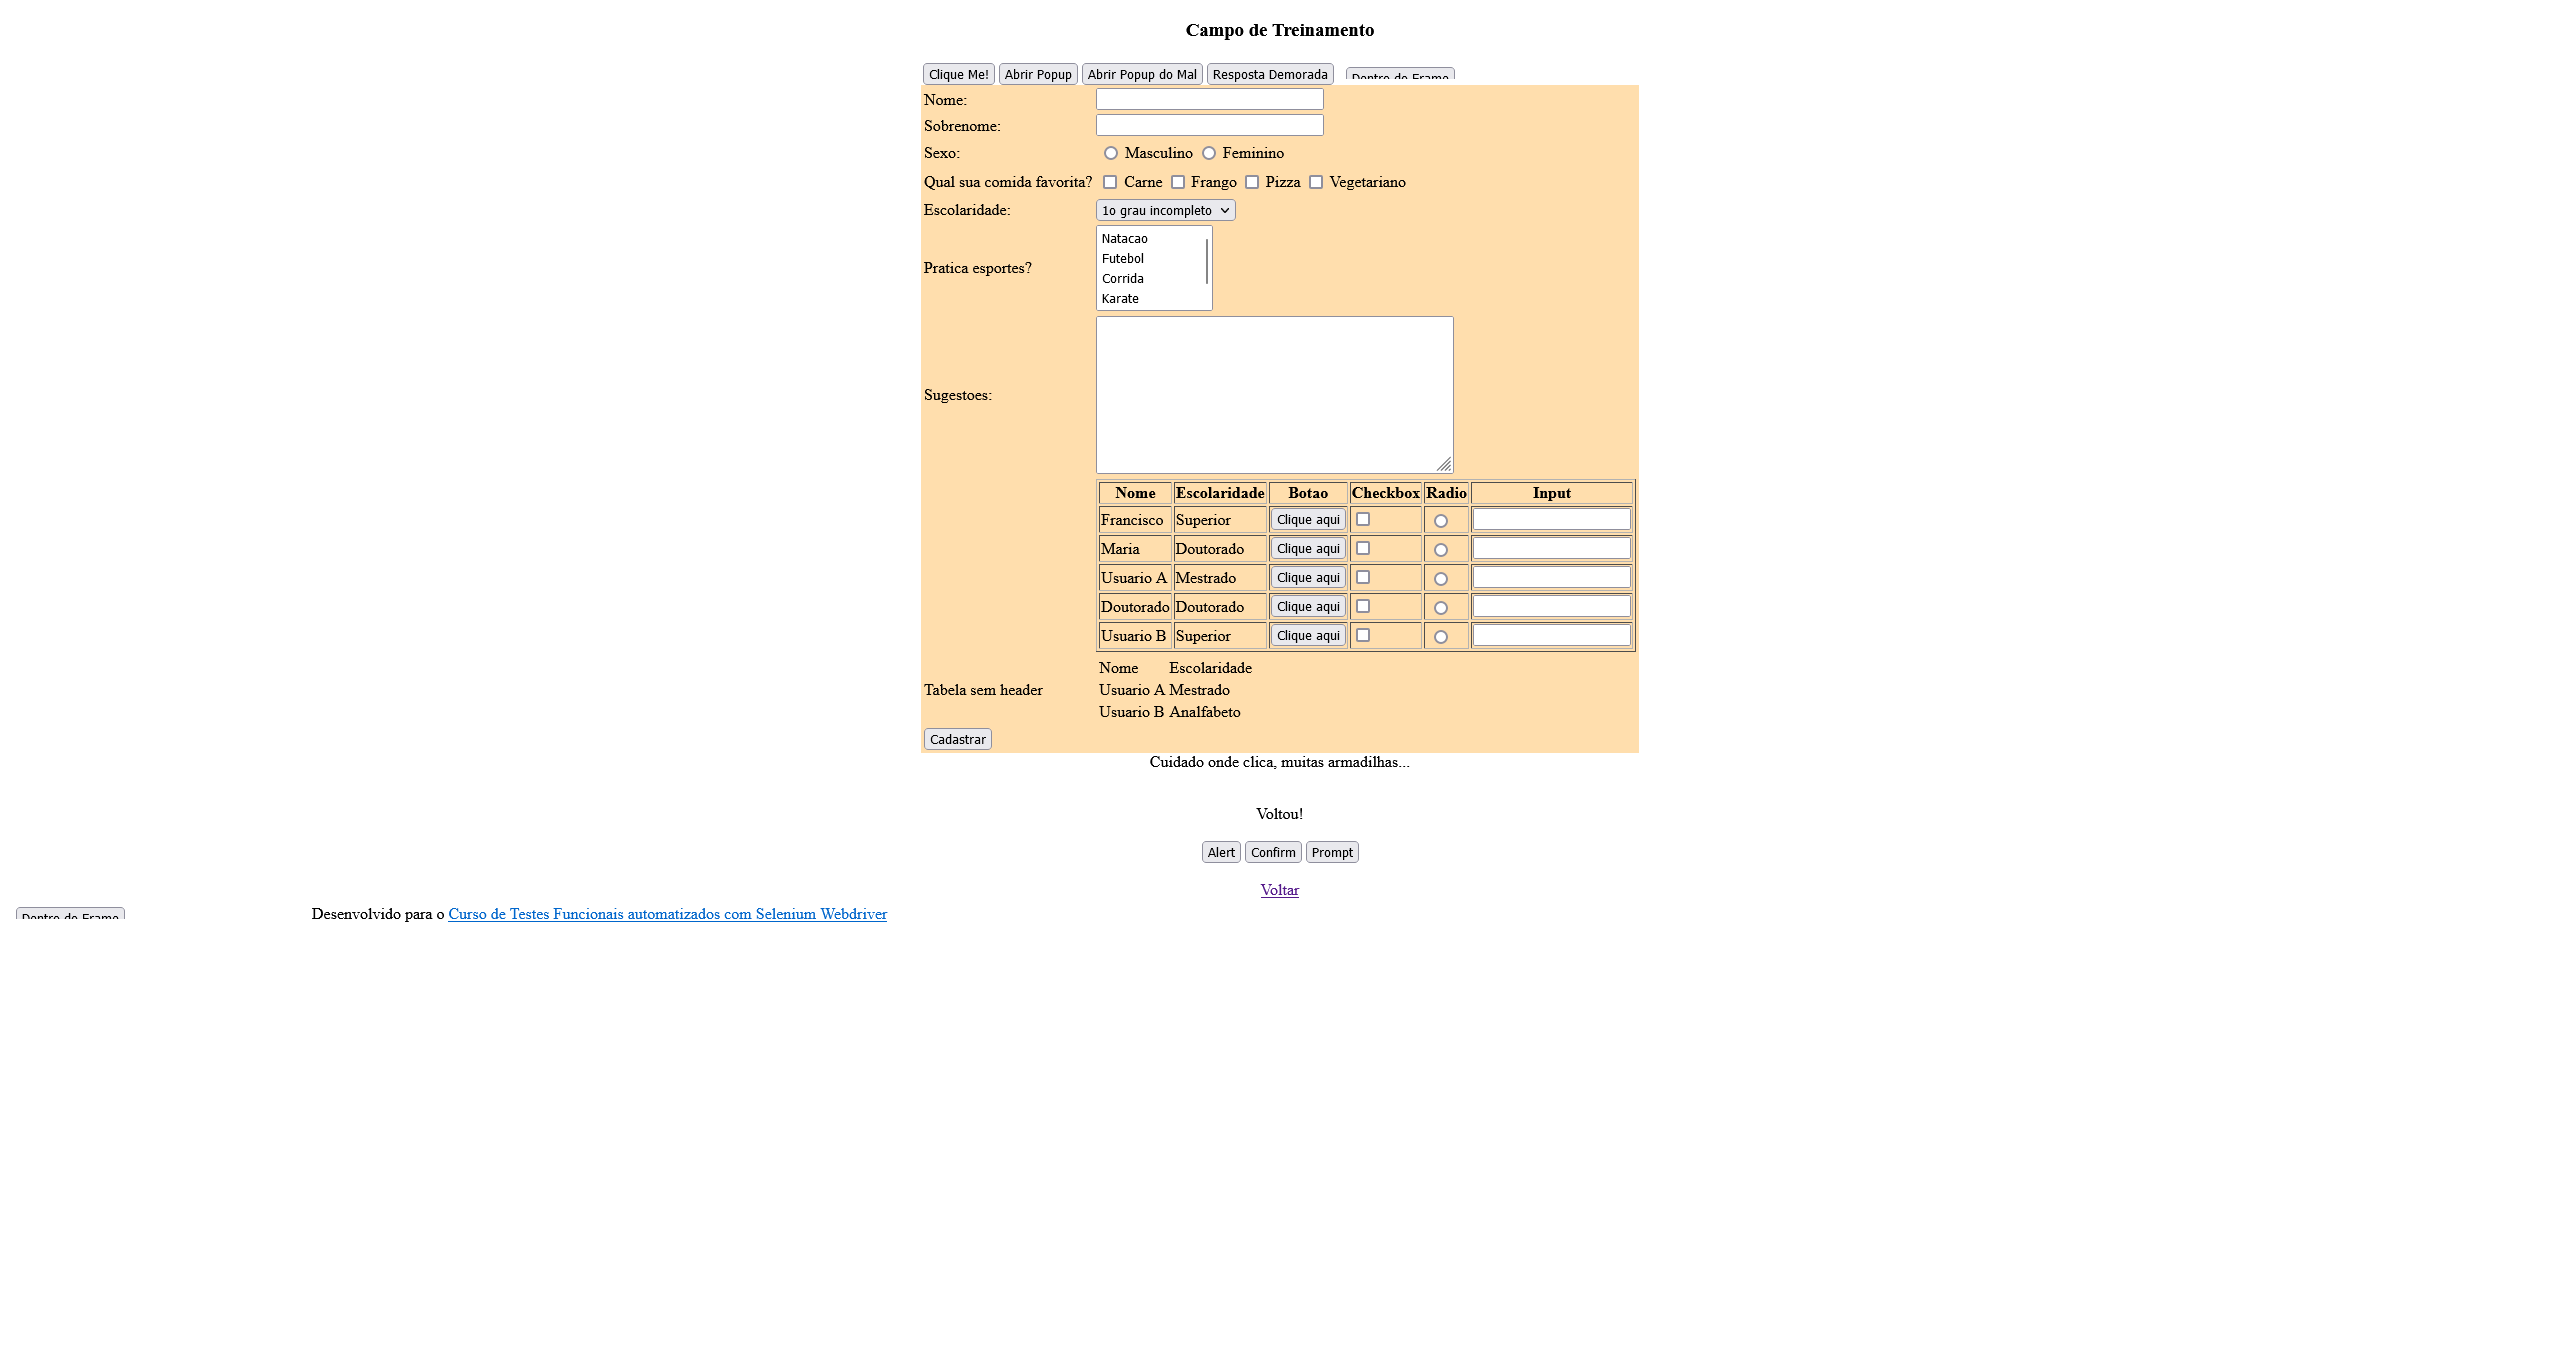 Campo de Treinamento
Clique Me! Abrir Popup Abrir Popup do Mal Resposta Demorada Dentro do Frame
Nome:
Sobrenome:
Sexo: Masculino Feminino
Qual sua comida favorita? Carne Frango Pizza Vegetariano
Escolaridade: 1o grau incompleto
Natacao
Futebol
Pratica esportes?
Corrida
Karate
Sugestoes:
Nome Escolaridade Botao Checkbox Radio Input
Francisco Superior Clique aqui
Maria Doutorado Clique aqui
Usuario A Mestrado Clique aqui
Doutorado Doutorado Clique aqui
Usuario B Superior Clique aqui
Nome Escolaridade
Tabela sem header Usuario A Mestrado
Usuario B Analfabeto
Cadastrar
Cuidado onde clica, muitas armadilhas...
Voltou!
Alert Confirm Prompt
Voltar
Dentro do Frame Desenvolvido para o Curso de Testes Funcionais automatizados com Selenium Webdriver